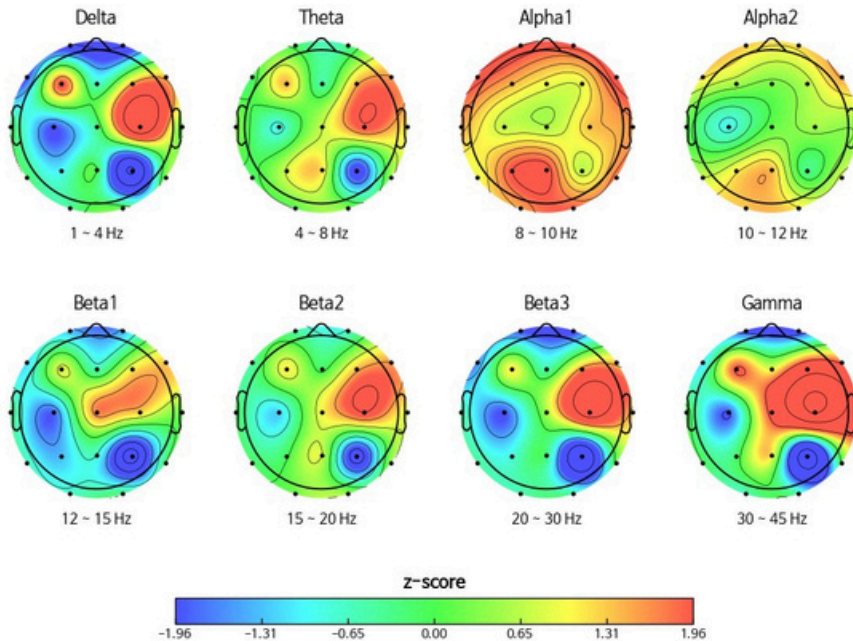 Delta Theta Alpha1 Alpha2
1 ~ 4 Hz 4 ~ 8 Hz 8 ~ 10 Hz 10 ~ 12 Hz
Beta1 Beta2 Beta3 Gamma
12 ~ 15 Hz 15 ~ 20 Hz 20 ~ 30 Hz 30 ~ 45 Hz
z-score
-1.96 -1.31 -0.65 0.00 0.65 1.31 1.96